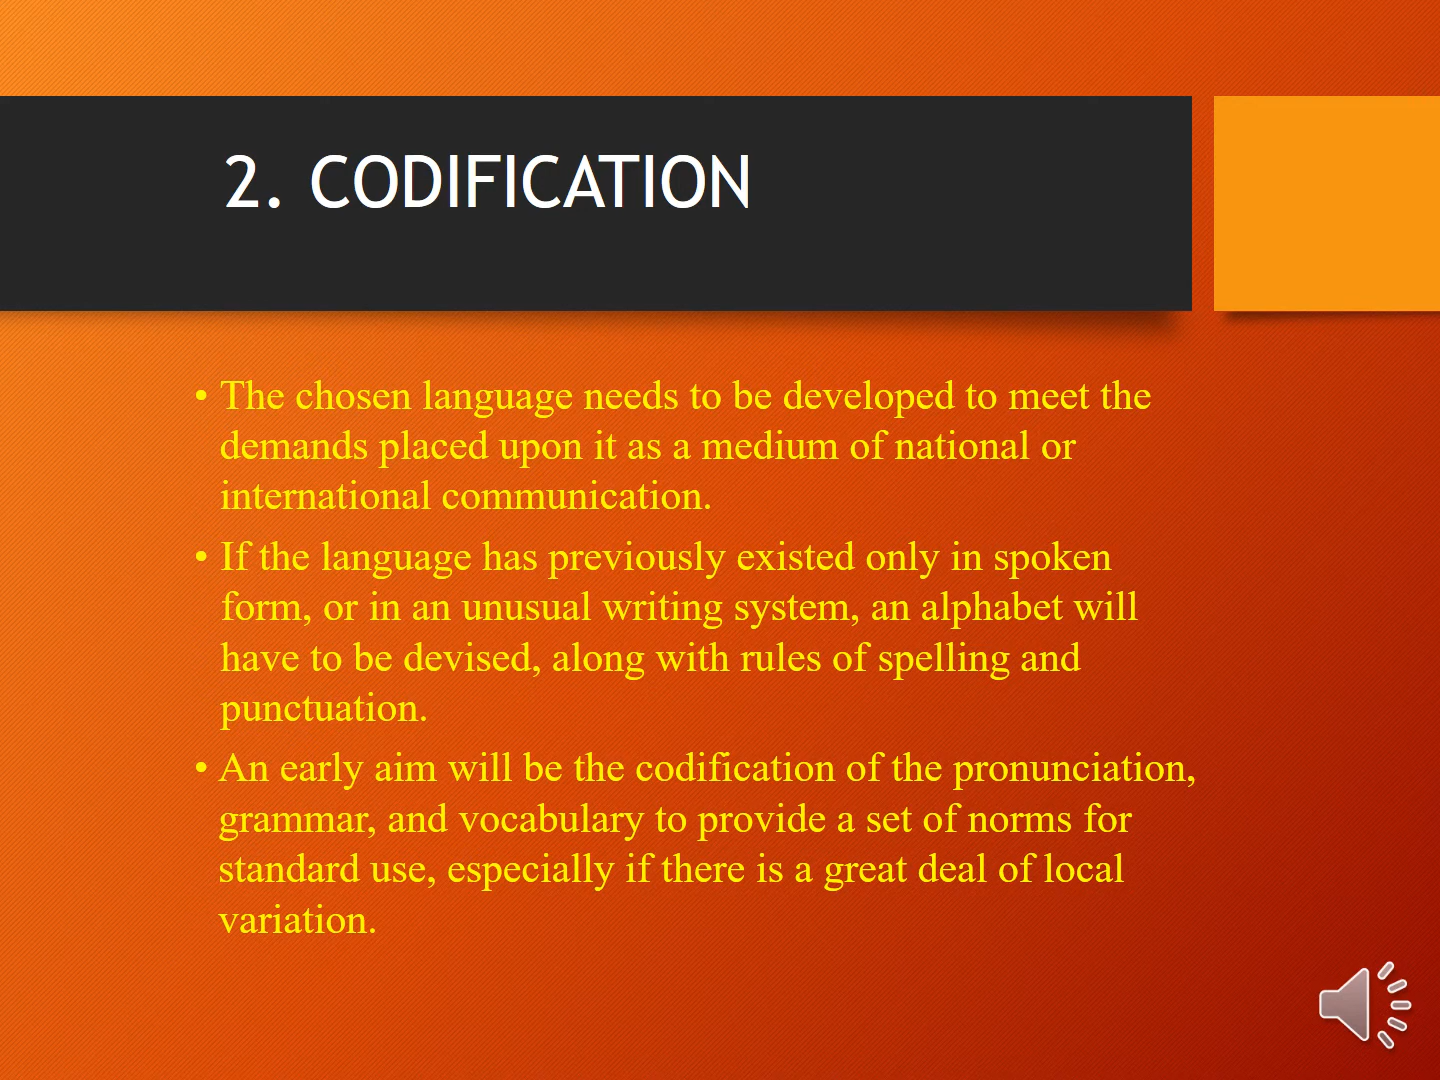 2. CODIFICATION
• The chosen language needs to be developed to meet the
demands placed upon it as a medium of national or
international communication.
• If the language has previously existed only in spoken
form, or in an unusual writing system, an alphabet will
have to be devised, along with rules of spelling and
punctuation.
• An early aim will be the codification of the pronunciation,
grammar, and vocabulary to provide a set of norms for
standard use, especially if there is a great deal of local
variation.